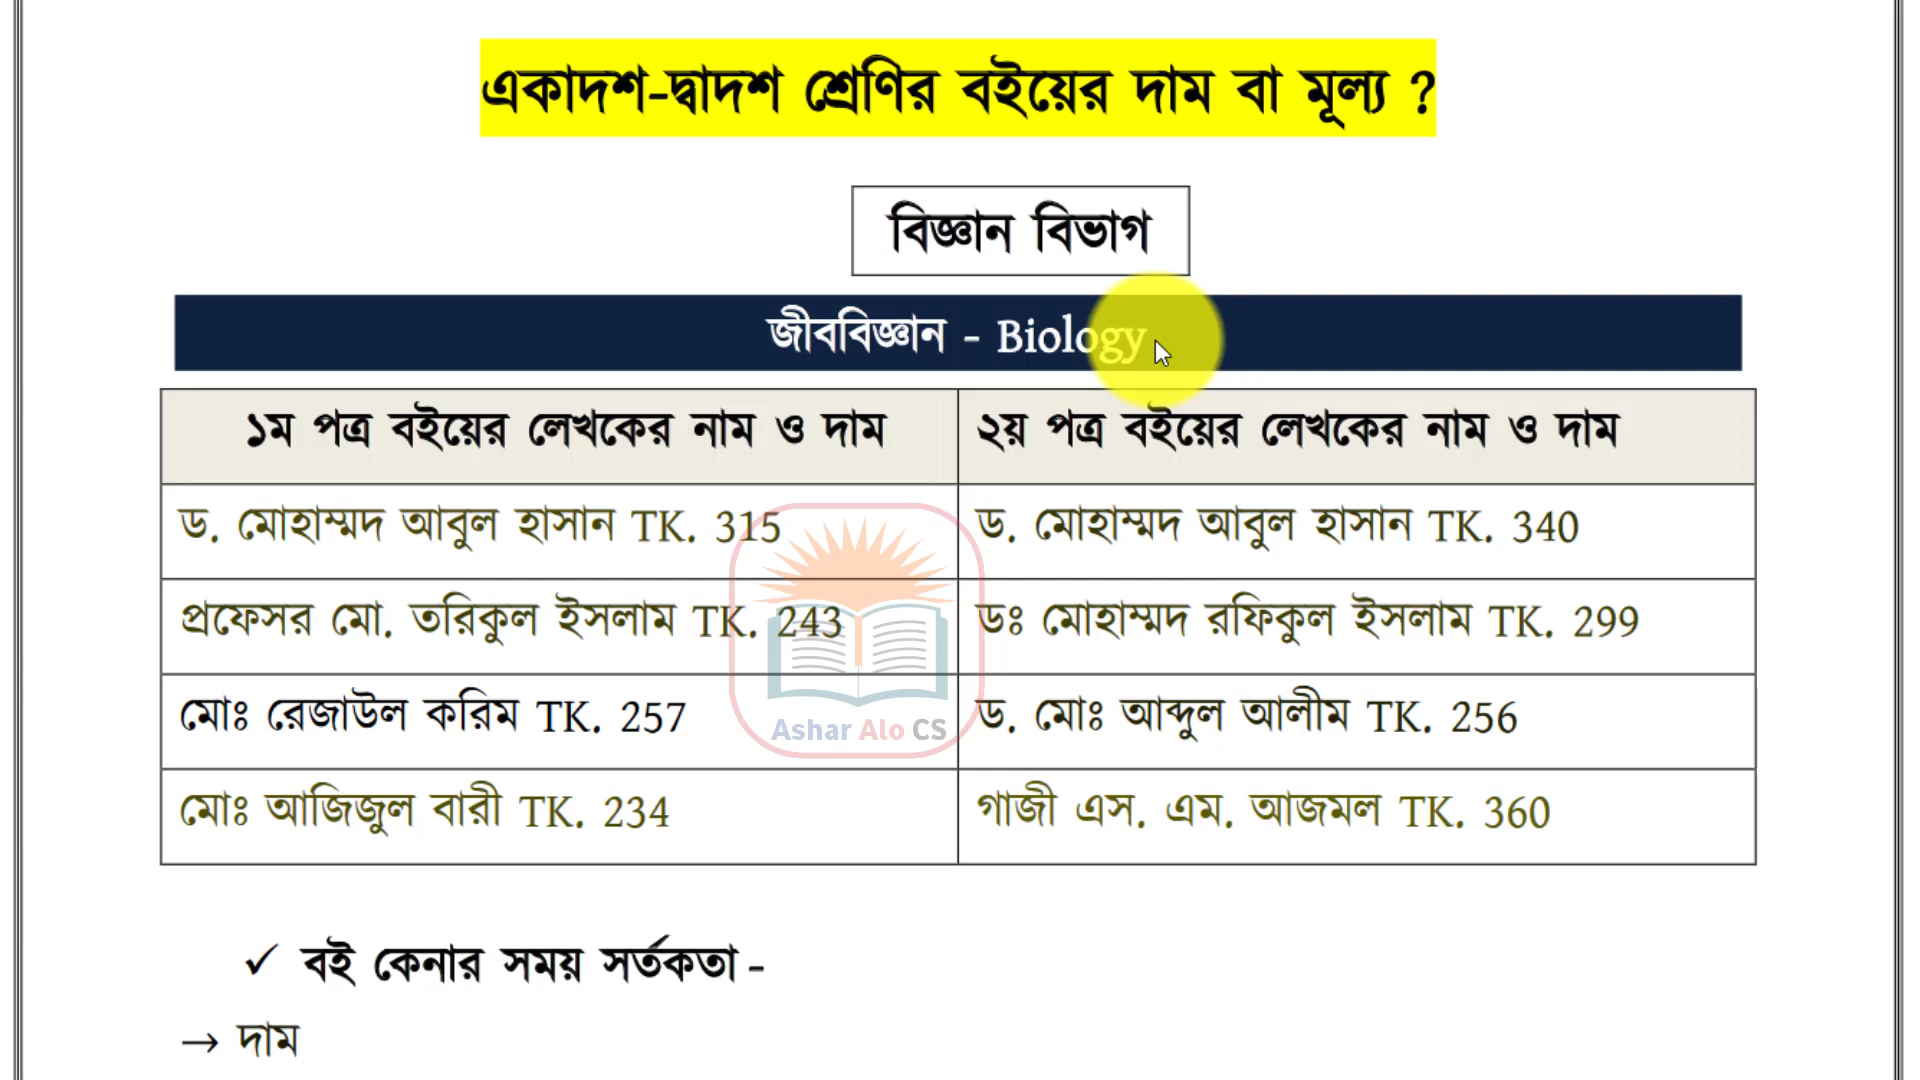 একাদশ-দ্বাদশ শ্রেণির বইয়ের দাম বা মূল্য ?
বিজ্ঞান বিভাগ
জীববিজ্ঞান - Biology
১ম পত্র বইয়ের লেখকের নাম ও দাম
২য় পত্র বইয়ের লেখকের নাম ও দাম
ড. মোহাম্মদ আবুল হাসান TK. 315
ড. মোহাম্মদ আবুল হাসান TK. 340
প্রফেসর মো. তরিকুল ইসলাম TK. 243
ডঃ মোহাম্মদ রফিকুল ইসলাম TK. 299
মোঃ রেজাউল করিম TK. 257
ড. মোঃ আব্দুল আলীম TK. 256
Ashar Alo CS
মোঃ আজিজুল বারী TK. 234
গাজী এস. এম. আজমল TK. 360
✓ বই কেনার সময় সর্তকতা -
→ দাম